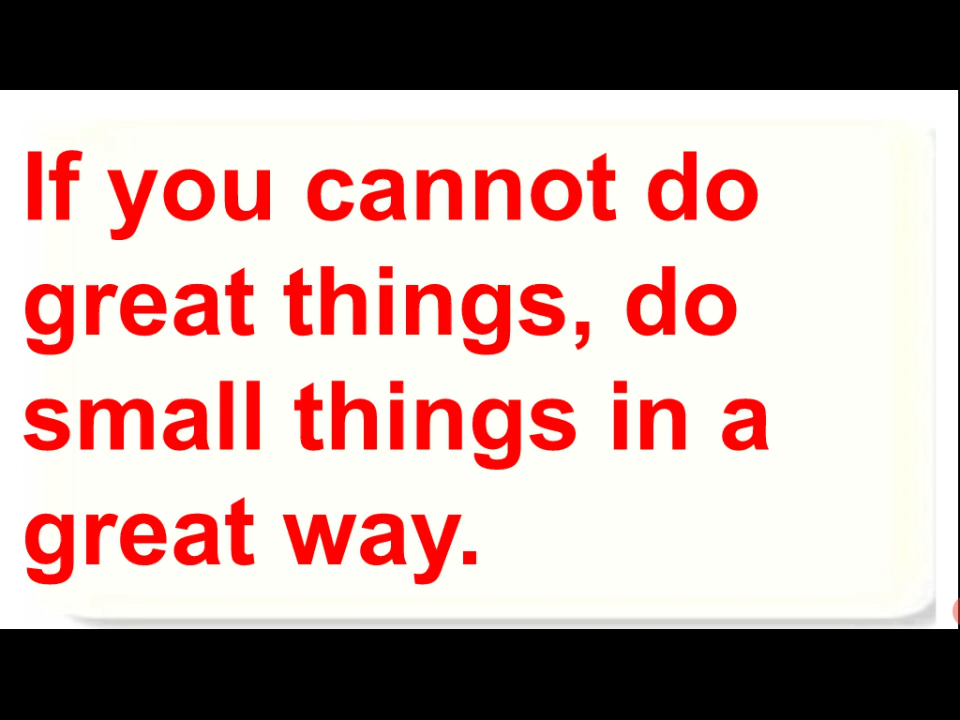 If you cannot do
great things, do
small things in a
great way.